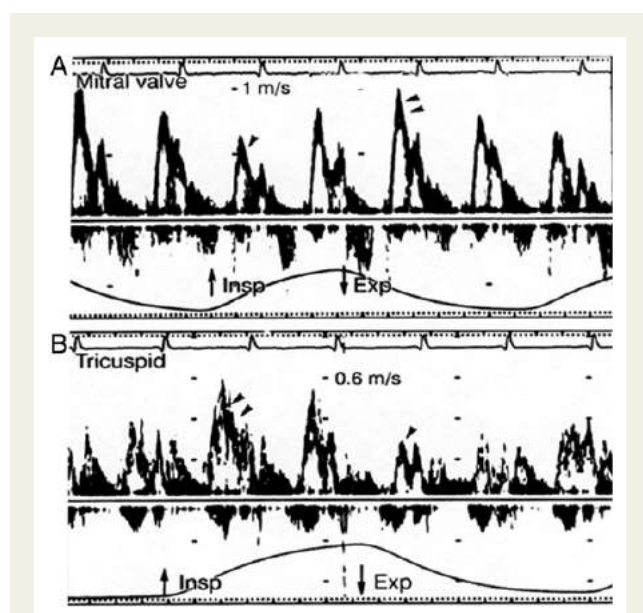 A
Mitral valve
- 1 m/s
Insp
Exp
B
Tricuspid
0.6 m/s
Insp
Exp